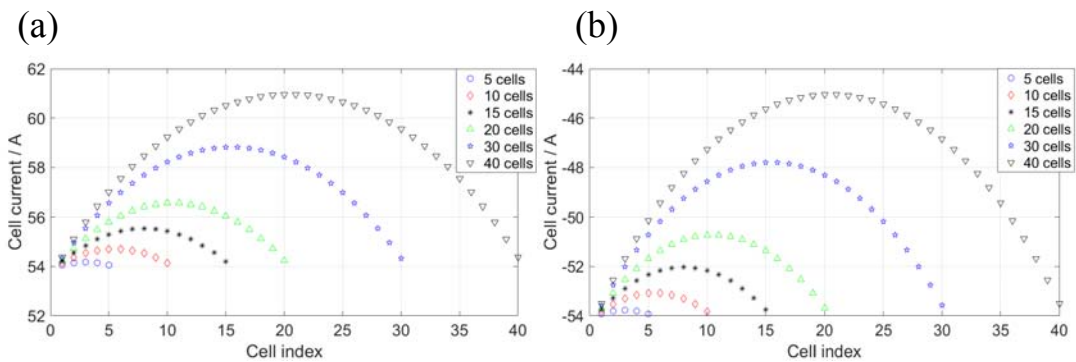 (a)
62
60
58
56
54
52
Cell current / A
0 5 10 15 20 25 30 35 40
Cell index
5 cells
10 cells
15 cells
20 cells
30 cells
40 cells
(b)
-44
-46
-48
-50
-52
-54
Cell current / A
0 5 10 15 20 25 30 35 40
Cell index
5 cells
10 cells
15 cells
20 cells
30 cells
40 cells